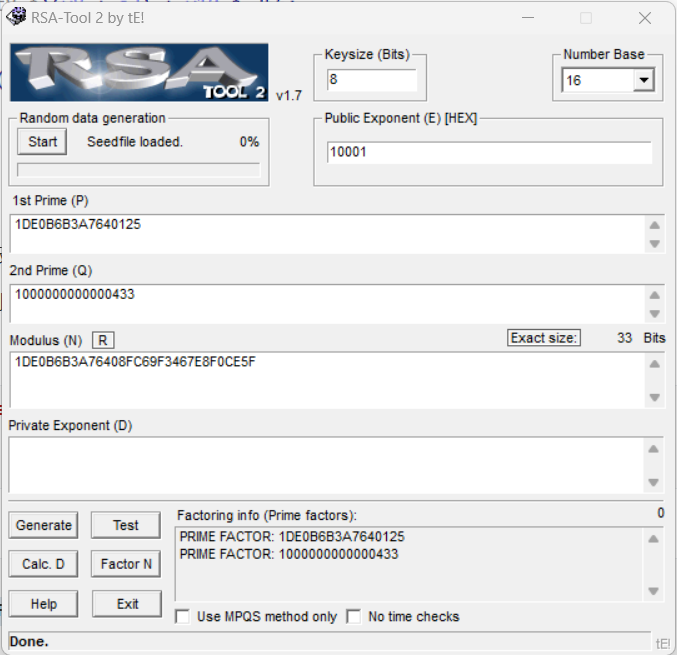 RSA-Tool 2 by tE!
RSA
TOOL 2
v1.7
Keysize (Bits)
8
Number Base
16
Random data generation
Start
Seedfile loaded.
0%
Public Exponent (E) [HEX]
10001
1st Prime (P)
1DE0B6B3A7640125
2nd Prime (Q)
1000000000000433
Modulus (N)
R
Exact size:
33
Bits
1DE0B6B3A76408FC69F3467E8F0CE5F
Private Exponent (D)
Generate
Test
Calc. D
Factor N
Help
Exit
Factoring info (Prime factors):
0
PRIME FACTOR: 1DE0B6B3A7640125
PRIME FACTOR: 1000000000000433
Use MPQS method only
No time checks
Done.
tE!